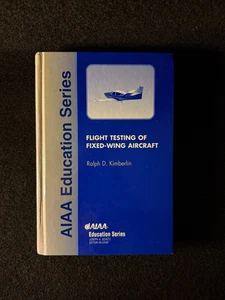 AIAA Education Series
FLIGHT TESTING OF
FIXED-WING AIRCRAFT
Ralph D. Kimberlin
AIAA
Education Series